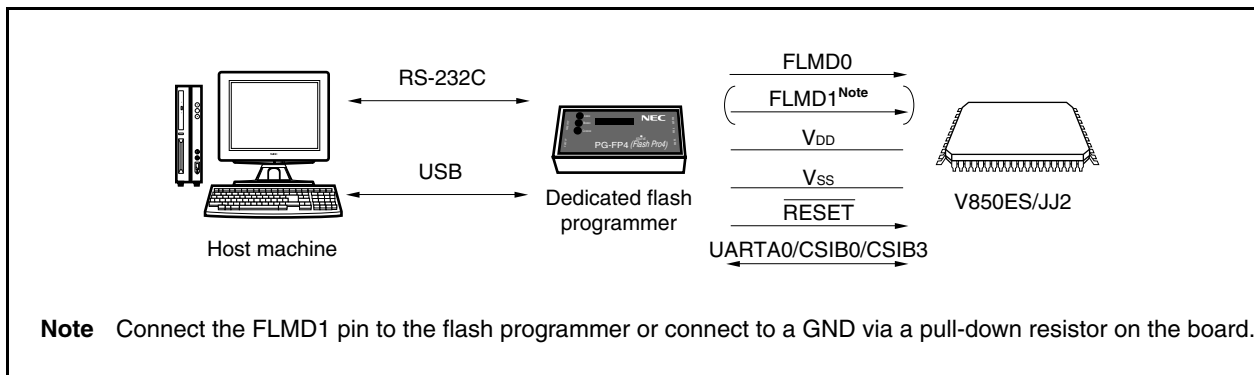 RS-232C
USB
Host machine
NEC
PG-FP4 (Flash Pro4)
Dedicated flash
programmer
FLMD0
FLMD1Note
VDD
VSS
RESET
UARTA0/CSIB0/CSIB3
V850ES/JJ2
Note Connect the FLMD1 pin to the flash programmer or connect to a GND via a pull-down resistor on the board.